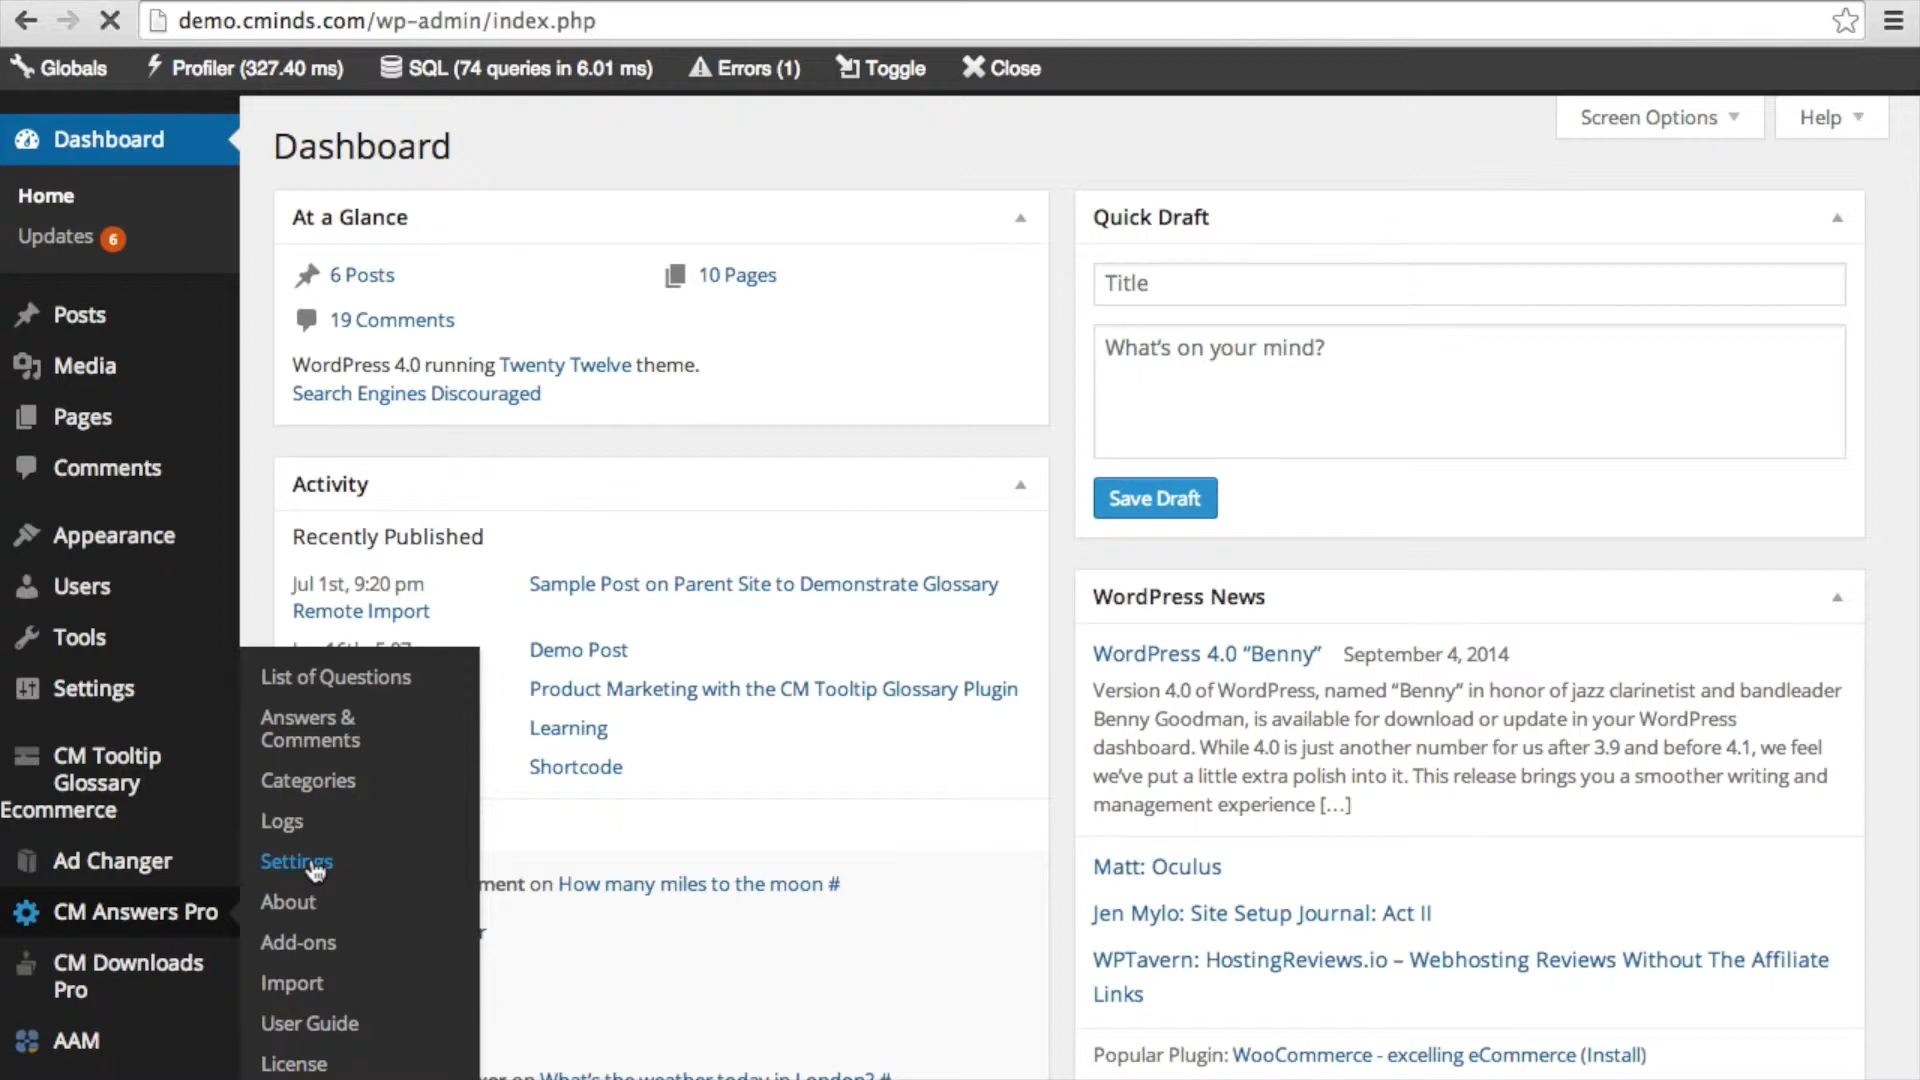 demo.cminds.com/wp-admin/index.php
Globals
Profiler (327.40 ms)
SQL (74 queries in 6.01 ms)
Errors (1)
Toggle
Close
Screen Options
Help
Dashboard
Home
Updates 6
Posts
Media
Pages
Comments
Appearance
Users
Tools
Settings
CM Tooltip
Glossary
Ecommerce
Ad Changer
CM Answers Pro
CM Downloads
Pro
AAM
List of Questions
Answers &
Comments
Categories
Logs
Settings
About
Add-ons
Import
User Guide
License
Dashboard
At a Glance
6 Posts
10 Pages
19 Comments
WordPress 4.0 running Twenty Twelve theme.
Search Engines Discouraged
Activity
Recently Published
Jul 1st, 9:20 pm
Sample Post on Parent Site to Demonstrate Glossary
Remote Import
Demo Post
Product Marketing with the CM Tooltip Glossary Plugin
Learning
Shortcode
on How many miles to the moon #
on What's the weather today in London? #
Quick Draft
Title
What's on your mind?
Save Draft
WordPress News
WordPress 4.0 “Benny” September 4, 2014
Version 4.0 of WordPress, named “Benny” in honor of jazz clarinetist and bandleader
Benny Goodman, is available for download or update in your WordPress
dashboard. While 4.0 is just another number for us after 3.9 and before 4.1, we feel
we've put a little extra polish into it. This release brings you a smoother writing and
management experience […]
Matt: Oculus
Jen Mylo: Site Setup Journal: Act II
WPTavern: HostingReviews.io – Webhosting Reviews Without The Affiliate
Links
Popular Plugin: WooCommerce - excelling eCommerce (Install)